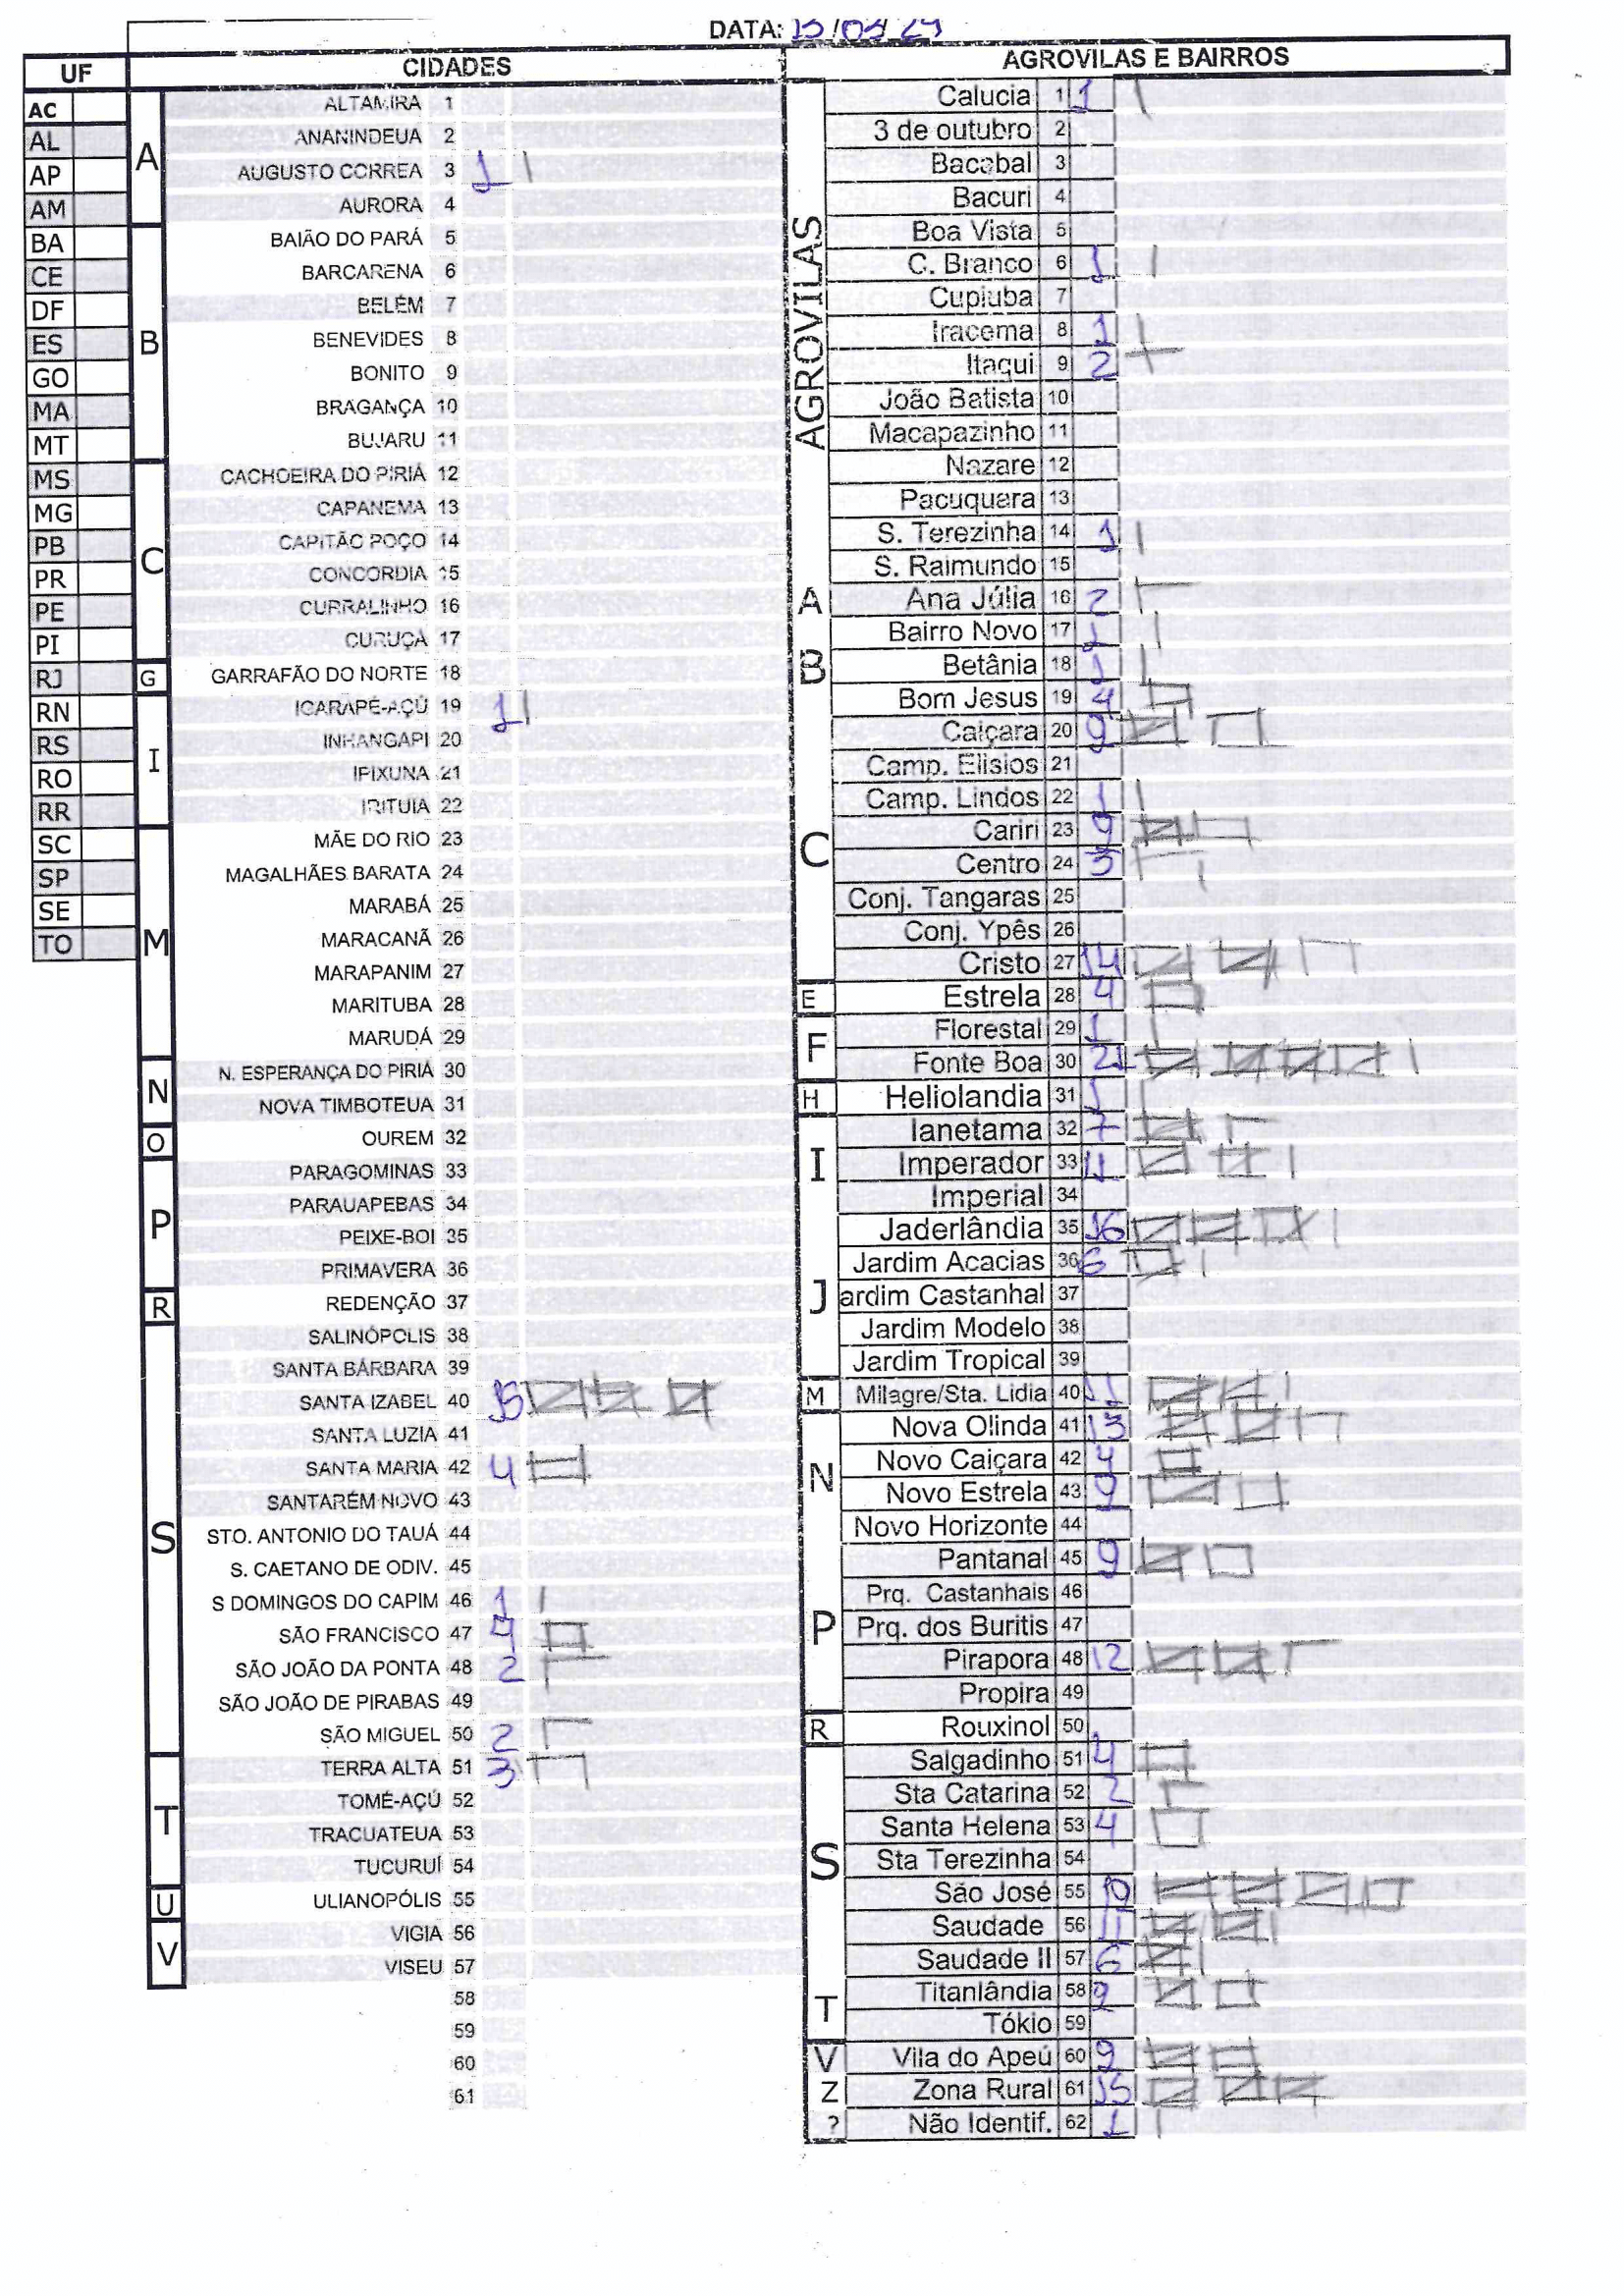 DATA: 15/05/24
UF
CIDADES
AGROVILAS E BAIRROS
AC
AL
AP
AM
BA
CE
DF
ES
GO
MA
MT
MS
MG
PB
PR
PE
PI
RJ
RN
RS
RO
RR
SC
SP
SE
TO
A
ALTAMIRA 1
ANANINDEUA 2
AUGUSTO CORREA 3 1
AURORA 4
B
BAIÃO DO PARÁ 5
BARCARENA 6
BELÉM 7
BENEVIDES 8
BONITO 9
BRAGANÇA 10
BUJARU 11
C
CACHOEIRA DO PIRIÁ 12
CAPANEMA 13
CAPITÃO POÇO 14
CONCORDIA 15
CURRALINHO 16
CURUÇÁ 17
G
GARRAFÃO DO NORTE 18
I
IGARAPÉ-AÇÚ 19 1
INHANGAPI 20
IPIXUNA 21
IRITUIA 22
M
MÃE DO RIO 23
MAGALHÃES BARATA 24
MARABÁ 25
MARACANÃ 26
MARAPANIM 27
MARITUBA 28
MARUDÁ 29
N
N. ESPERANÇA DO PIRIÁ 30
NOVA TIMBOTEUA 31
O
OUREM 32
P
PARAGOMINAS 33
PARAUAPEBAS 34
PEIXE-BOI 35
PRIMAVERA 36
R
REDENÇÃO 37
S
SALINÓPOLIS 38
SANTA BÁRBARA 39
SANTA IZABEL 40 15
SANTA LUZIA 41
SANTA MARIA 42 4
SANTARÉM NOVO 43
STO. ANTONIO DO TAUÁ 44
S. CAETANO DE ODIV. 45
S DOMINGOS DO CAPIM 46 1
SÃO FRANCISCO 47 4
SÃO JOÃO DA PONTA 48 2
SÃO JOÃO DE PIRABAS 49
SÃO MIGUEL 50 2
T
TERRA ALTA 51 3
TOMÉ-AÇÚ 52
TRACUATEUA 53
TUCURUÍ 54
U
ULIANOPÓLIS 55
V
VIGIA 56
VISEU 57
58
59
60
61
AGROVILAS
Calucia 1 1
3 de outubro 2
Bacabal 3
Bacuri 4
Boa Vista 5
C. Branco 6 1
Cupiuba 7
Iracema 8 1
Itaqui 9 2
João Batista 10
Macapazinho 11
Nazare 12
Pacuquara 13
S. Terezinha 14 1
S. Raimundo 15
A
Ana Júlia 16 2
B
Bairro Novo 17 1
Betânia 18 1
Bom Jesus 19 4
C
Caiçara 20 9
Camp. Elisios 21
Camp. Lindos 22 1
Cariri 23 9
Centro 24 3
Conj. Tangaras 25
Conj. Ypês 26
Cristo 27 14
E
Estrela 28 4
F
Florestal 29 1
Fonte Boa 30 21
H
Heliolandia 31 1
I
Ianetama 32 7
Imperador 33 11
Imperial 34
J
Jaderlândia 35 16
Jardim Acacias 36 6
ardim Castanhal 37
Jardim Modelo 38
Jardim Tropical 39
M
Milagre/Sta. Lidia 40 11
N
Nova Olinda 41 13
Novo Caiçara 42 4
Novo Estrela 43 9
Novo Horizonte 44
P
Pantanal 45 9
Prq. Castanhais 46
Prq. dos Buritis 47
Pirapora 48 12
Propira 49
R
Rouxinol 50
S
Salgadinho 51 4
Sta Catarina 52 2
Santa Helena 53 4
Sta Terezinha 54
São José 55
Saudade 56 11
Saudade II 57 6
T
Titanlândia 58 9
Tókio 59
V
Vila do Apeú 60 9
Z
Zona Rural 61 15
?
Não Identif. 62 1